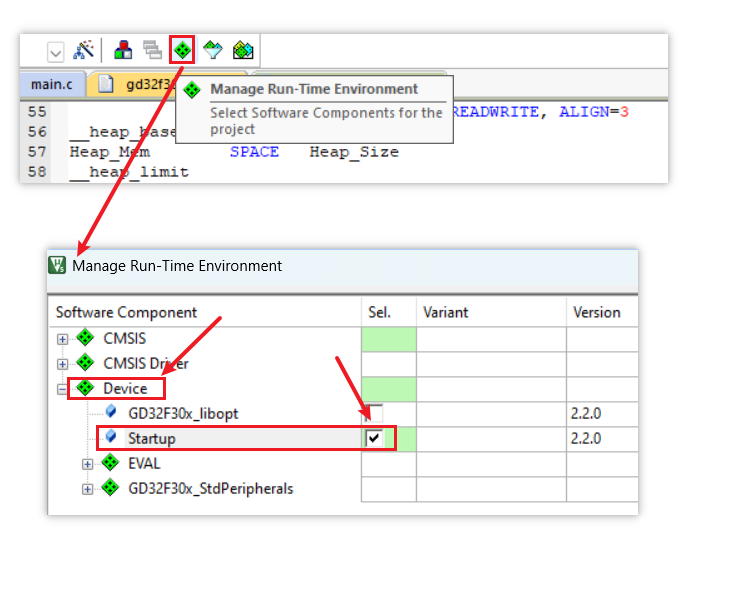 main.c
gd32f30
Manage Run-Time Environment
Select Software Components for the
project
55 READWRITE, ALIGN=3
56 __heap_base
57 Heap_Mem SPACE Heap_Size
58 __heap_limit
Manage Run-Time Environment
Software Component Sel. Variant Version
CMSIS
CMSIS Driver
Device
GD32F30x_libopt 2.2.0
Startup 2.2.0
EVAL
GD32F30x_StdPeripherals